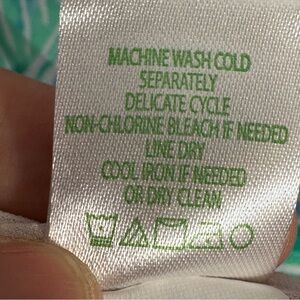 MACHINE WASH COLD
SEPARATELY
DELICATE CYCLE
NON-CHLORINE BLEACH IF NEEDED
LINE DRY
COOL IRON IF NEEDED
OR DRY CLEAN